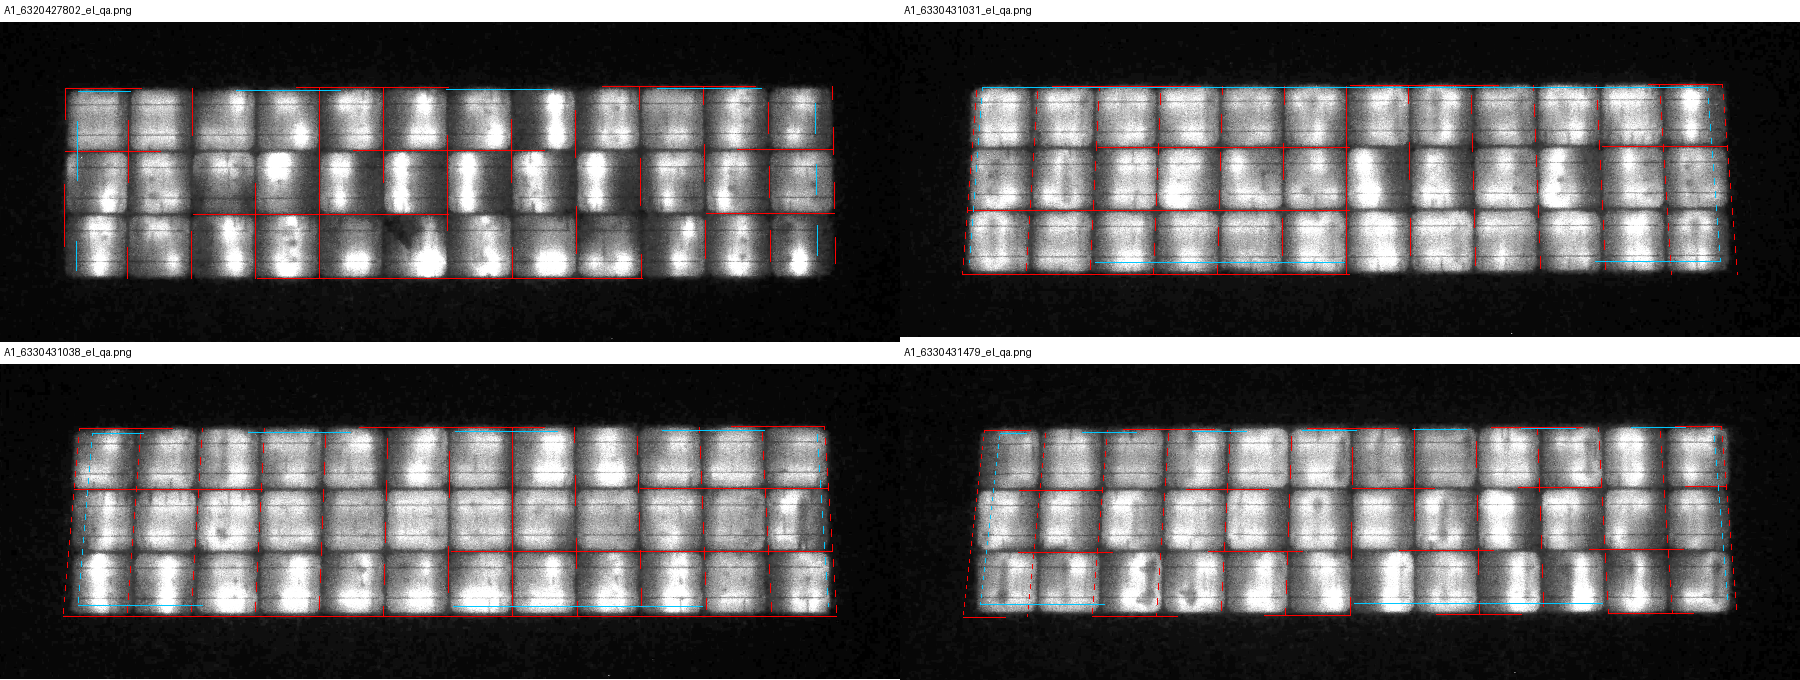 A1_6320427802_el_qa.png
A1_6330431031_el_qa.png
A1_6330431038_el_qa.png
A1_6330431479_el_qa.png